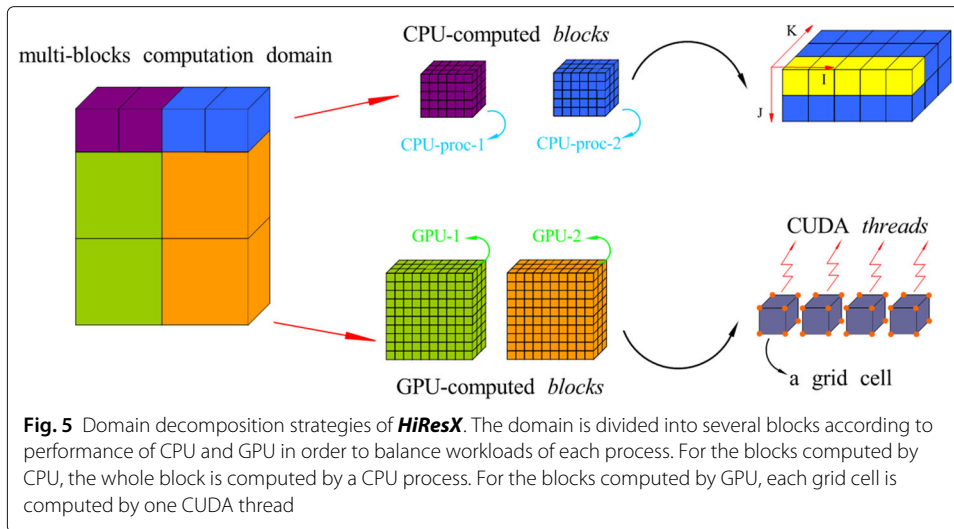 CPU-computed blocks
multi-blocks computation domain
K
I
J
CPU-proc-1
CPU-proc-2
GPU-1
GPU-2
CUDA threads
GPU-computed blocks
a grid cell
Fig. 5 Domain decomposition strategies of HiResX. The domain is divided into several blocks according to
performance of CPU and GPU in order to balance workloads of each process. For the blocks computed by
CPU, the whole block is computed by a CPU process. For the blocks computed by GPU, each grid cell is
computed by one CUDA thread